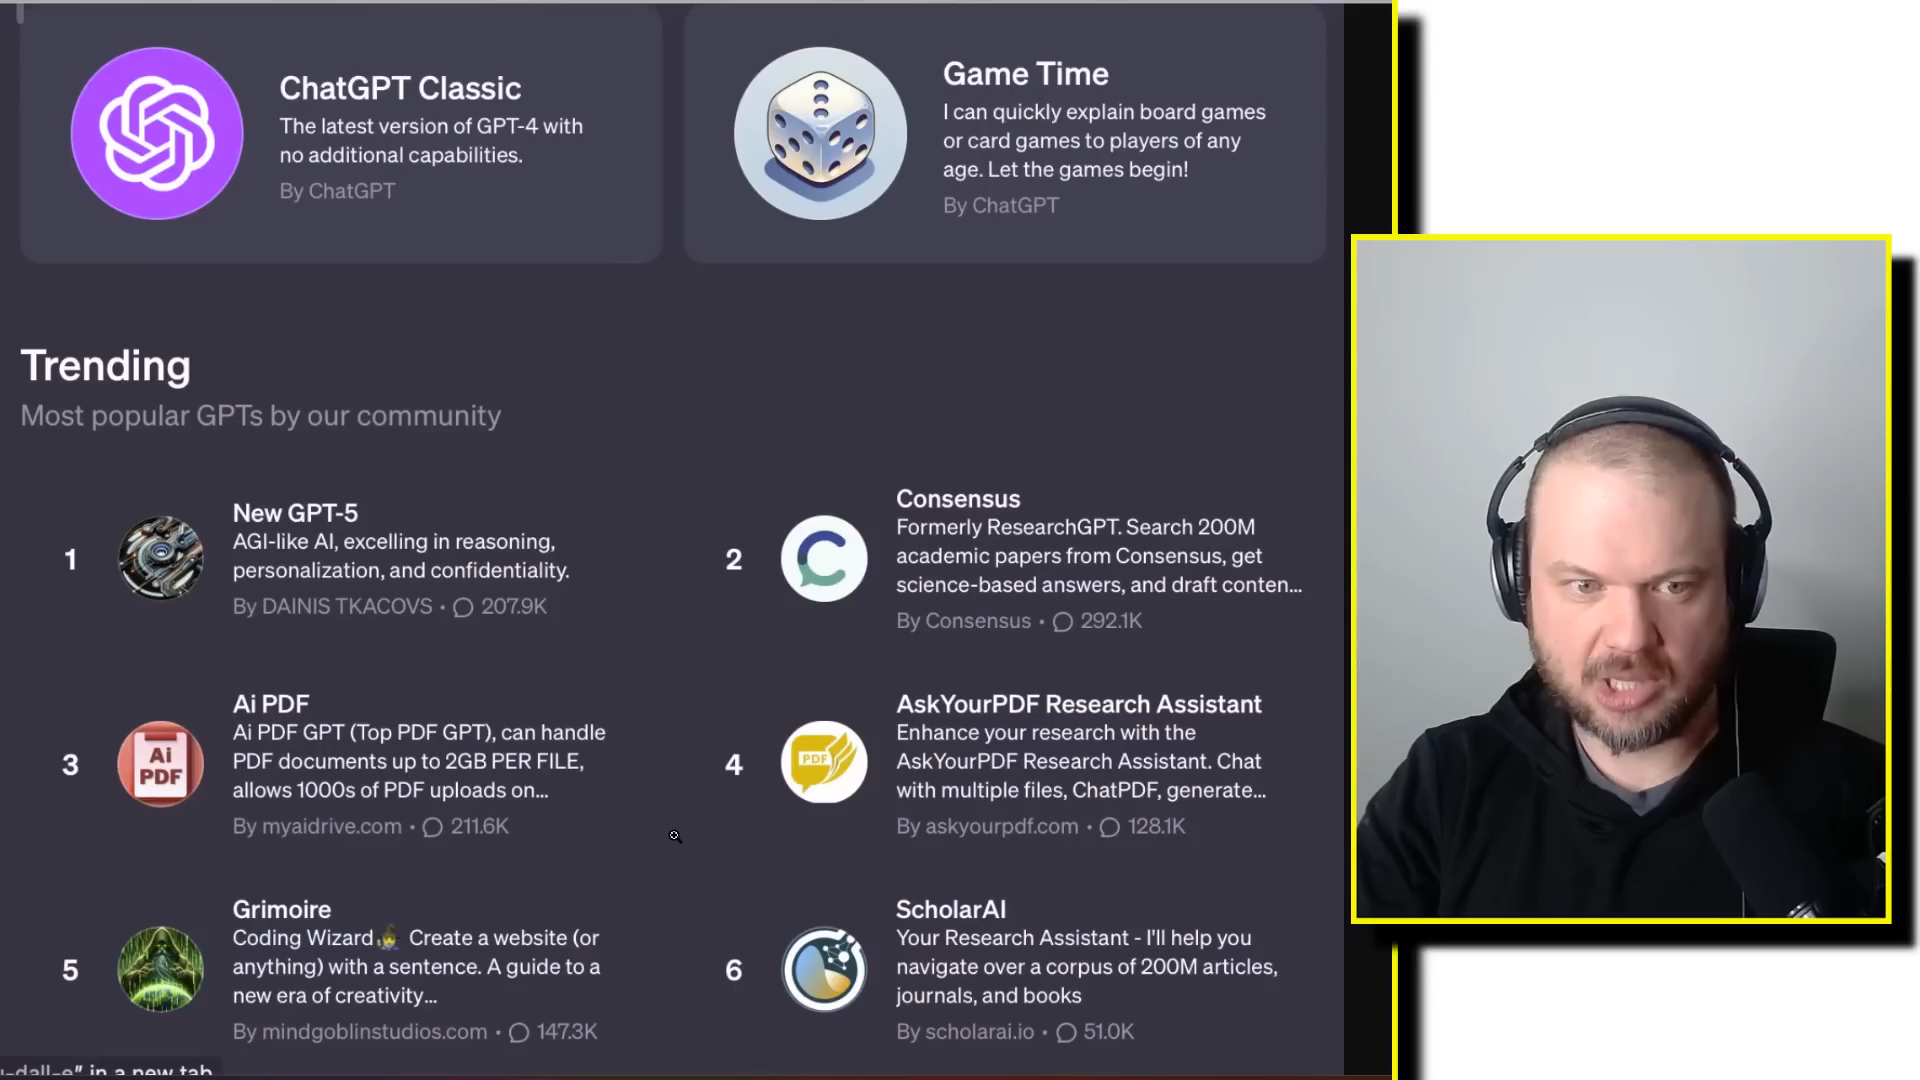 ChatGPT Classic
The latest version of GPT-4 with
no additional capabilities.
By ChatGPT
Game Time
I can quickly explain board games
or card games to players of any
age. Let the games begin!
By ChatGPT
Trending
Most popular GPTs by our community
1
New GPT-5
AGI-like AI, excelling in reasoning,
personalization, and confidentiality.
By DAINIS TKACOVS • 207.9K
2
Consensus
Formerly ResearchGPT. Search 200M
academic papers from Consensus, get
science-based answers, and draft conten...
By Consensus • 292.1K
3
Ai
PDF
Ai PDF
Ai PDF GPT (Top PDF GPT), can handle
PDF documents up to 2GB PER FILE,
allows 1000s of PDF uploads on...
By myaidrive.com • 211.6K
4
PDF
AskYourPDF Research Assistant
Enhance your research with the
AskYourPDF Research Assistant. Chat
with multiple files, ChatPDF, generate...
By askyourpdf.com • 128.1K
5
Grimoire
Coding Wizard🧙‍♀️ Create a website (or
anything) with a sentence. A guide to a
new era of creativity...
By mindgoblinstudios.com • 147.3K
6
ScholarAI
Your Research Assistant - I'll help you
navigate over a corpus of 200M articles,
journals, and books
By scholarai.io • 51.0K
-dall-e" in a new tab